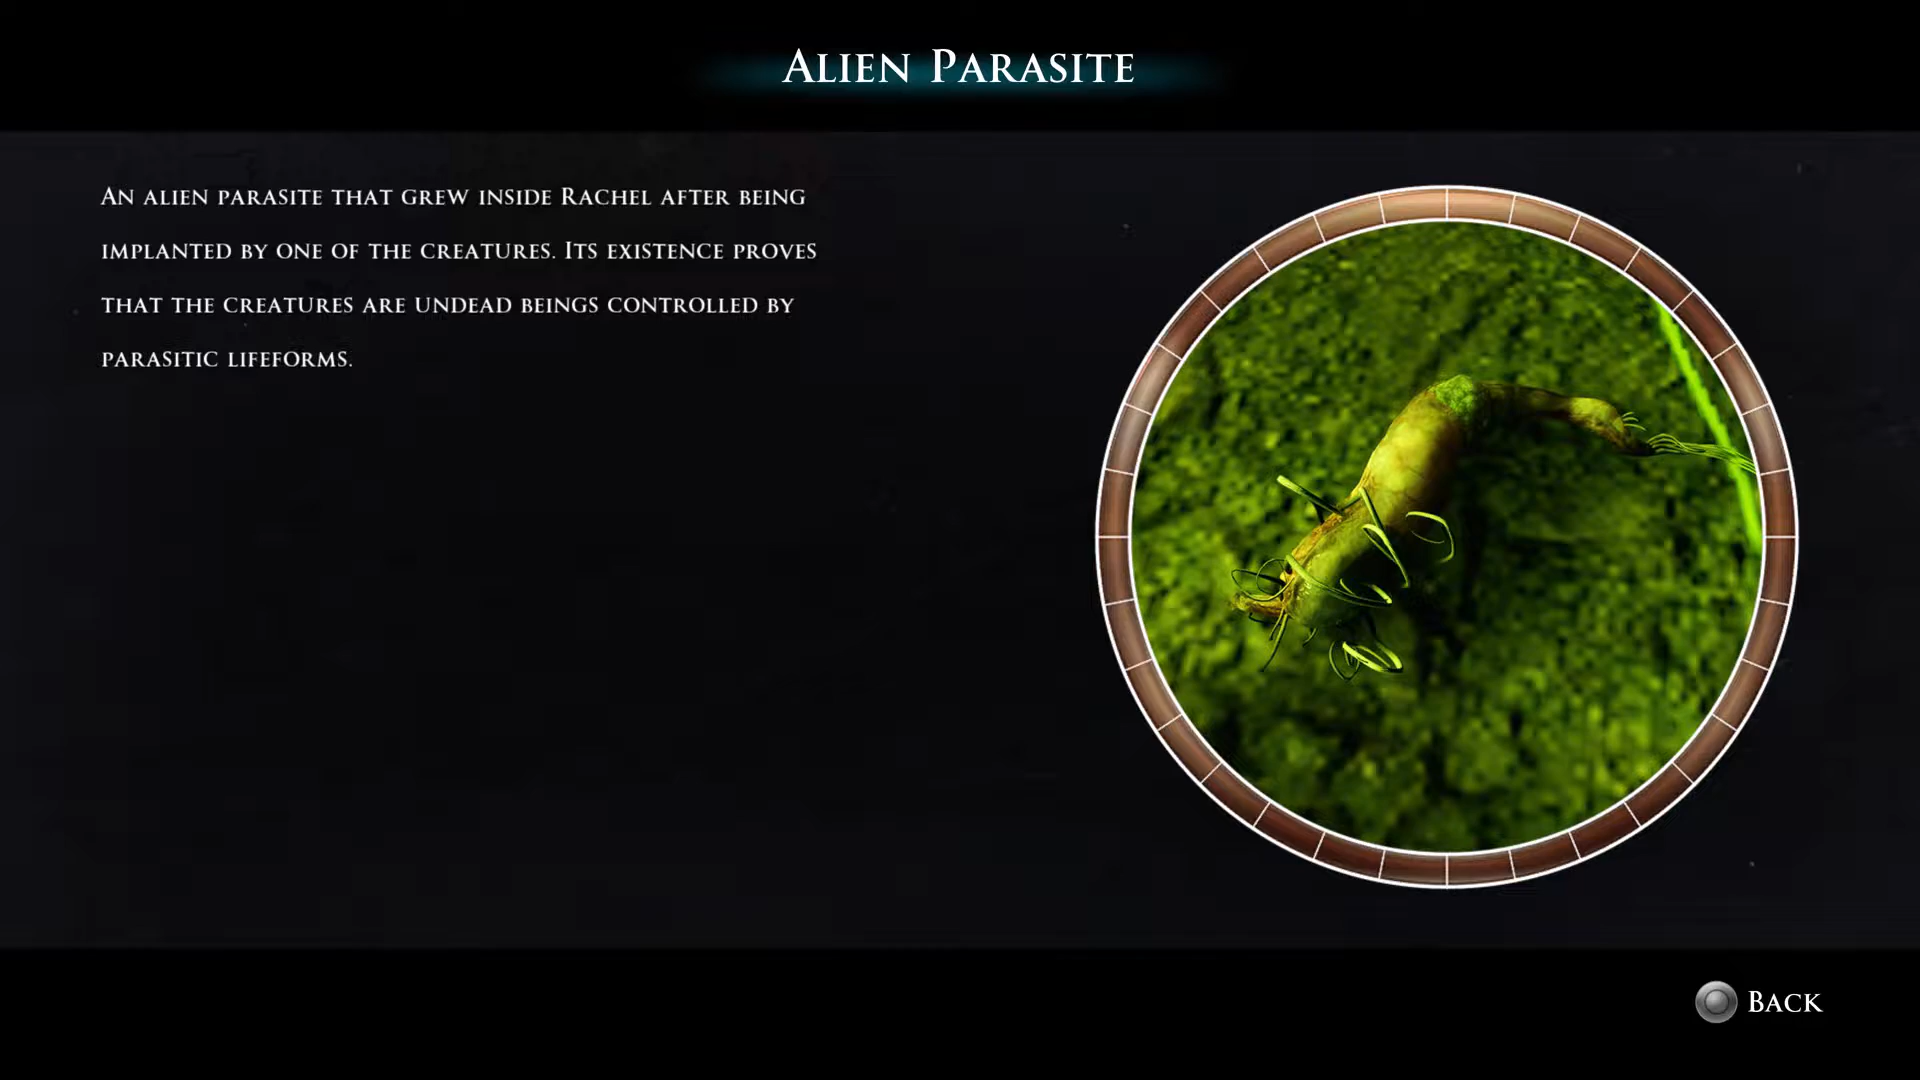 Alien Parasite
An alien parasite that grew inside Rachel after being
implanted by one of the creatures. Its existence proves
that the creatures are undead beings controlled by
parasitic lifeforms.
Back